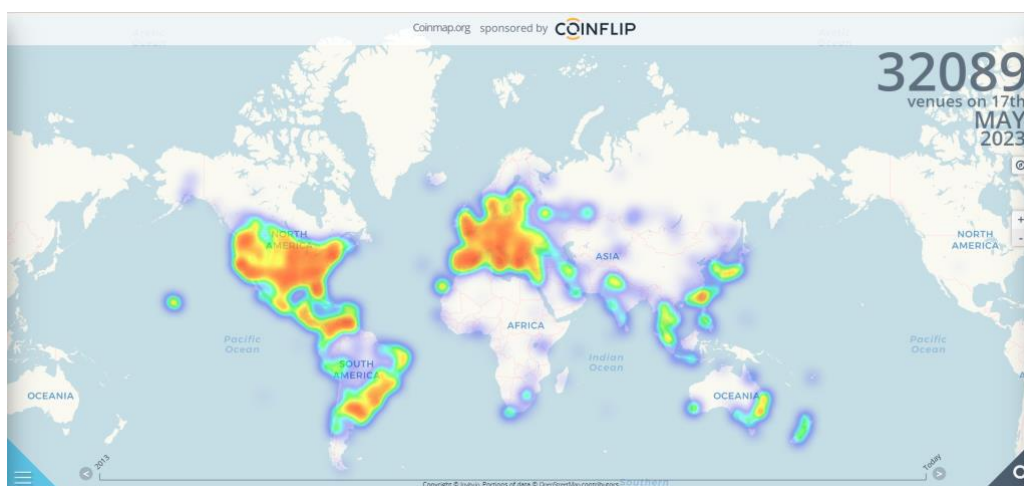 Coinmap.org sponsored by COINFLIP
32089
venues on 17th
MAY
2023
NORTH
AMERICA
ASIA
NORTH
AMERICA
AFRICA
Pacific
Ocean
Pacific
Ocean
Indian
Ocean
SOUTH
AMERICA
OCEANIA
OCEANIA
2013
Today
Southern